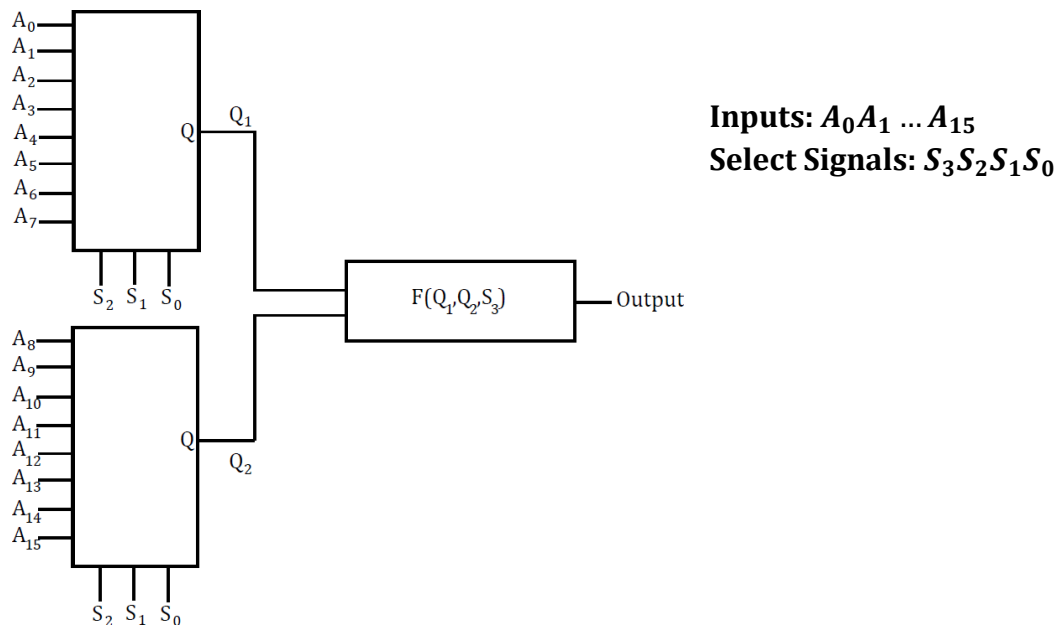 A₀
A₁
A₂
A₃
A₄
A₅
A₆
A₇
Q
Q₁
S₂ S₁ S₀
Inputs: A₀A₁ ... A₁₅
Select Signals: S₃S₂S₁S₀
F(Q₁,Q₂,S₃)
Output
A₈
A₉
A₁₀
A₁₁
A₁₂
A₁₃
A₁₄
A₁₅
Q
Q₂
S₂ S₁ S₀